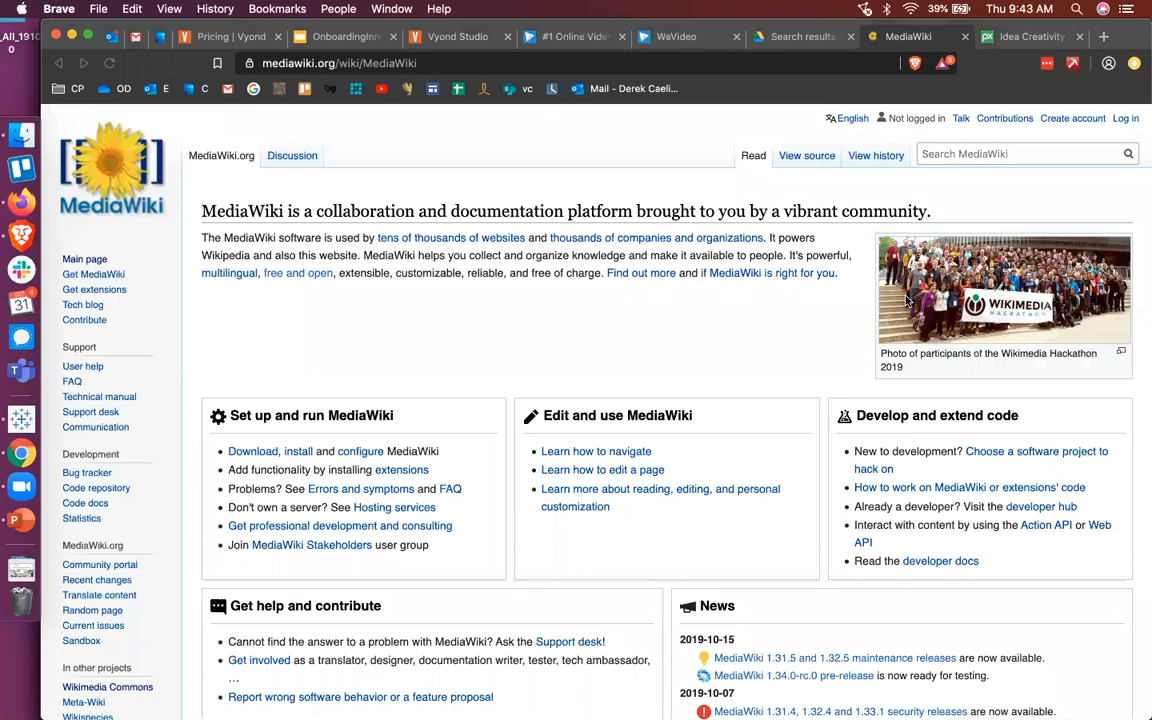 Brave File Edit View History Bookmarks People Window Help 39% Thu 9:43 AM
_All_1910
0
Pricing | Vyond OnboardingInn Vyond Studio #1 Online Vide WeVideo Search results MediaWiki Idea Creativity
mediawiki.org/wiki/MediaWiki 6
CP OD E C vc Mail - Derek Caeli...
English Not logged in Talk Contributions Create account Log in
MediaWiki.org Discussion Read View source View history Search MediaWiki
MediaWiki
MediaWiki is a collaboration and documentation platform brought to you by a vibrant community.
The MediaWiki software is used by tens of thousands of websites and thousands of companies and organizations. It powers
Wikipedia and also this website. MediaWiki helps you collect and organize knowledge and make it available to people. It's powerful,
multilingual, free and open, extensible, customizable, reliable, and free of charge. Find out more and if MediaWiki is right for you.
WIKIMEDIA
HACKATHON
Photo of participants of the Wikimedia Hackathon
2019
Main page
Get MediaWiki
Get extensions
Tech blog
Contribute
Support
User help
FAQ
Technical manual
Support desk
Communication
Development
Bug tracker
Code repository
Code docs
Statistics
MediaWiki.org
Community portal
Recent changes
Translate content
Random page
Current issues
Sandbox
In other projects
Wikimedia Commons
Meta-Wiki
Wikispecies
31
Set up and run MediaWiki
Download, install and configure MediaWiki
Add functionality by installing extensions
Problems? See Errors and symptoms and FAQ
Don't own a server? See Hosting services
Get professional development and consulting
Join MediaWiki Stakeholders user group
Edit and use MediaWiki
Learn how to navigate
Learn how to edit a page
Learn more about reading, editing, and personal
customization
Develop and extend code
New to development? Choose a software project to
hack on
How to work on MediaWiki or extensions' code
Already a developer? Visit the developer hub
Interact with content by using the Action API or Web
API
Read the developer docs
Get help and contribute
Cannot find the answer to a problem with MediaWiki? Ask the Support desk!
Get involved as a translator, designer, documentation writer, tester, tech ambassador,
...
Report wrong software behavior or a feature proposal
News
2019-10-15
MediaWiki 1.31.5 and 1.32.5 maintenance releases are now available.
MediaWiki 1.34.0-rc.0 pre-release is now ready for testing.
2019-10-07
MediaWiki 1.31.4, 1.32.4 and 1.33.1 security releases are now available.